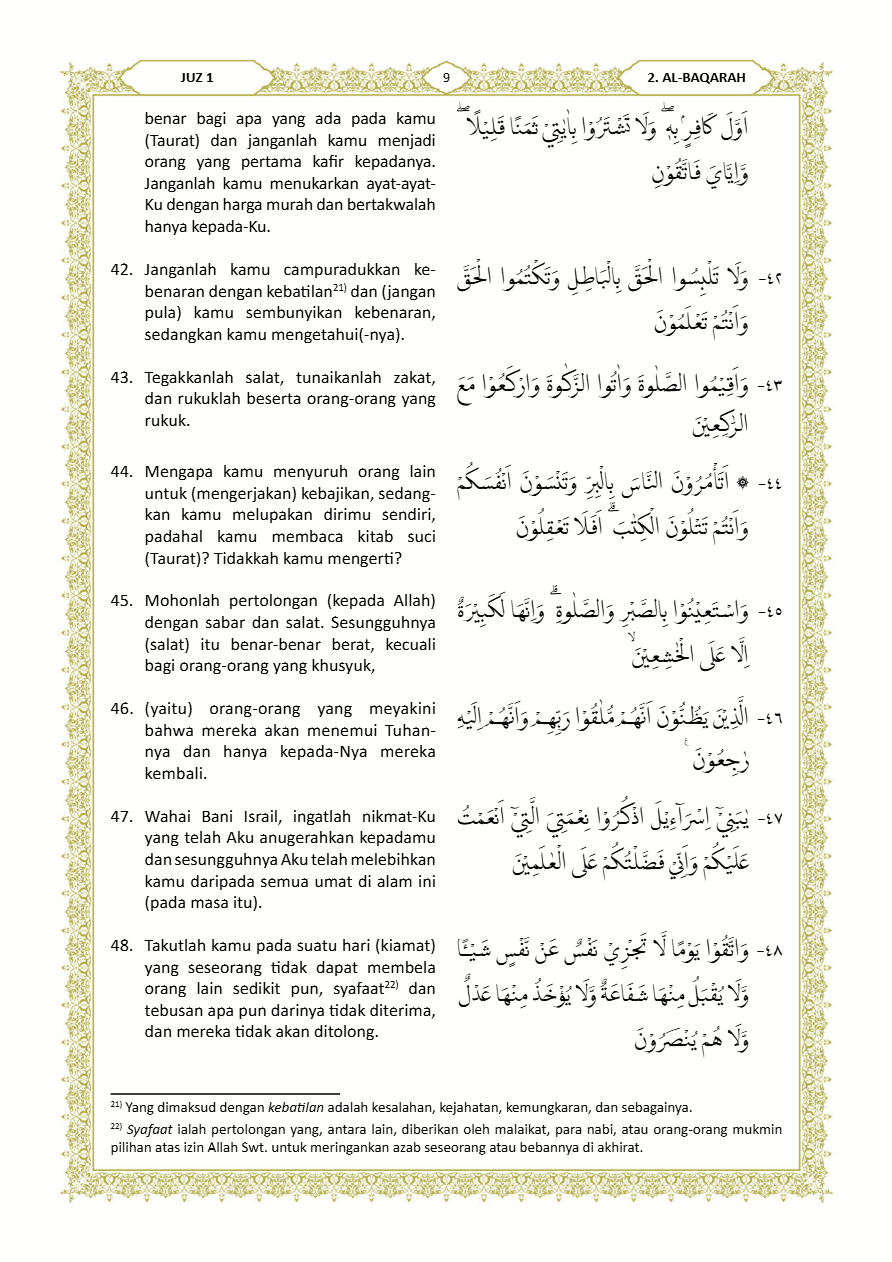 JUZ 1
9
2. AL-BAQARAH
benar bagi apa yang ada pada kamu
(Taurat) dan janganlah kamu menjadi
orang yang pertama kafir kepadanya.
Janganlah kamu menukarkan ayat-ayat-
Ku dengan harga murah dan bertakwalah
hanya kepada-Ku.
اَوَّلَ كَافِرٍۢ بِهٖ ۖ وَلَا تَشْتَرُوْا بِاٰيٰتِيْ ثَمَنًا قَلِيْلًا ۖ
وَّاِيَّايَ فَاتَّقُوْنِ
42. Janganlah kamu campuradukkan ke-
benaran dengan kebatilan21) dan (jangan
pula) kamu sembunyikan kebenaran,
sedangkan kamu mengetahui(-nya).
٤٢- وَلَا تَلْبِسُوا الْحَقَّ بِالْبَاطِلِ وَتَكْتُمُوا الْحَقَّ
وَاَنْتُمْ تَعْلَمُوْنَ
43. Tegakkanlah salat, tunaikanlah zakat,
dan rukuklah beserta orang-orang yang
rukuk.
٤٣- وَاَقِيْمُوا الصَّلٰوةَ وَاٰتُوا الزَّكٰوةَ وَارْكَعُوْا مَعَ
الرّٰكِعِيْنَ
44. Mengapa kamu menyuruh orang lain
untuk (mengerjakan) kebajikan, sedang-
kan kamu melupakan dirimu sendiri,
padahal kamu membaca kitab suci
(Taurat)? Tidakkah kamu mengerti?
٤٤- ۞ اَتَأْمُرُوْنَ النَّاسَ بِالْبِرِّ وَتَنْسَوْنَ اَنْفُسَكُمْ
وَاَنْتُمْ تَتْلُوْنَ الْكِتٰبَ ۗ اَفَلَا تَعْقِلُوْنَ
45. Mohonlah pertolongan (kepada Allah)
dengan sabar dan salat. Sesungguhnya
(salat) itu benar-benar berat, kecuali
bagi orang-orang yang khusyuk,
٤٥- وَاسْتَعِيْنُوْا بِالصَّبْرِ وَالصَّلٰوةِ ۗ وَاِنَّهَا لَكَبِيْرَةٌ
اِلَّا عَلَى الْخٰشِعِيْنَۙ
46. (yaitu) orang-orang yang meyakini
bahwa mereka akan menemui Tuhan-
nya dan hanya kepada-Nya mereka
kembali.
٤٦- الَّذِيْنَ يَظُنُّوْنَ اَنَّهُمْ مُّلٰقُوْا رَبِّهِمْ وَاَنَّهُمْ اِلَيْهِ
رٰجِعُوْنَ ࣖ
47. Wahai Bani Israil, ingatlah nikmat-Ku
yang telah Aku anugerahkan kepadamu
dan sesungguhnya Aku telah melebihkan
kamu daripada semua umat di alam ini
(pada masa itu).
٤٧- يٰبَنِيْٓ اِسْرَاۤءِيْلَ اذْكُرُوْا نِعْمَتِيَ الَّتِيْٓ اَنْعَمْتُ
عَلَيْكُمْ وَاَنِّيْ فَضَّلْتُكُمْ عَلَى الْعٰلَمِيْنَ
48. Takutlah kamu pada suatu hari (kiamat)
yang seseorang tidak dapat membela
orang lain sedikit pun, syafaat22) dan
tebusan apa pun darinya tidak diterima,
dan mereka tidak akan ditolong.
٤٨- وَاتَّقُوْا يَوْمًا لَّا تَجْزِيْ نَفْسٌ عَنْ نَّفْسٍ شَيْـًٔا
وَّلَا يُقْبَلُ مِنْهَا شَفَاعَةٌ وَّلَا يُؤْخَذُ مِنْهَا عَدْلٌ
وَّلَا هُمْ يُنْصَرُوْنَ
21) Yang dimaksud dengan kebatilan adalah kesalahan, kejahatan, kemungkaran, dan sebagainya.
22) Syafaat ialah pertolongan yang, antara lain, diberikan oleh malaikat, para nabi, atau orang-orang mukmin
pilihan atas izin Allah Swt. untuk meringankan azab seseorang atau bebannya di akhirat.